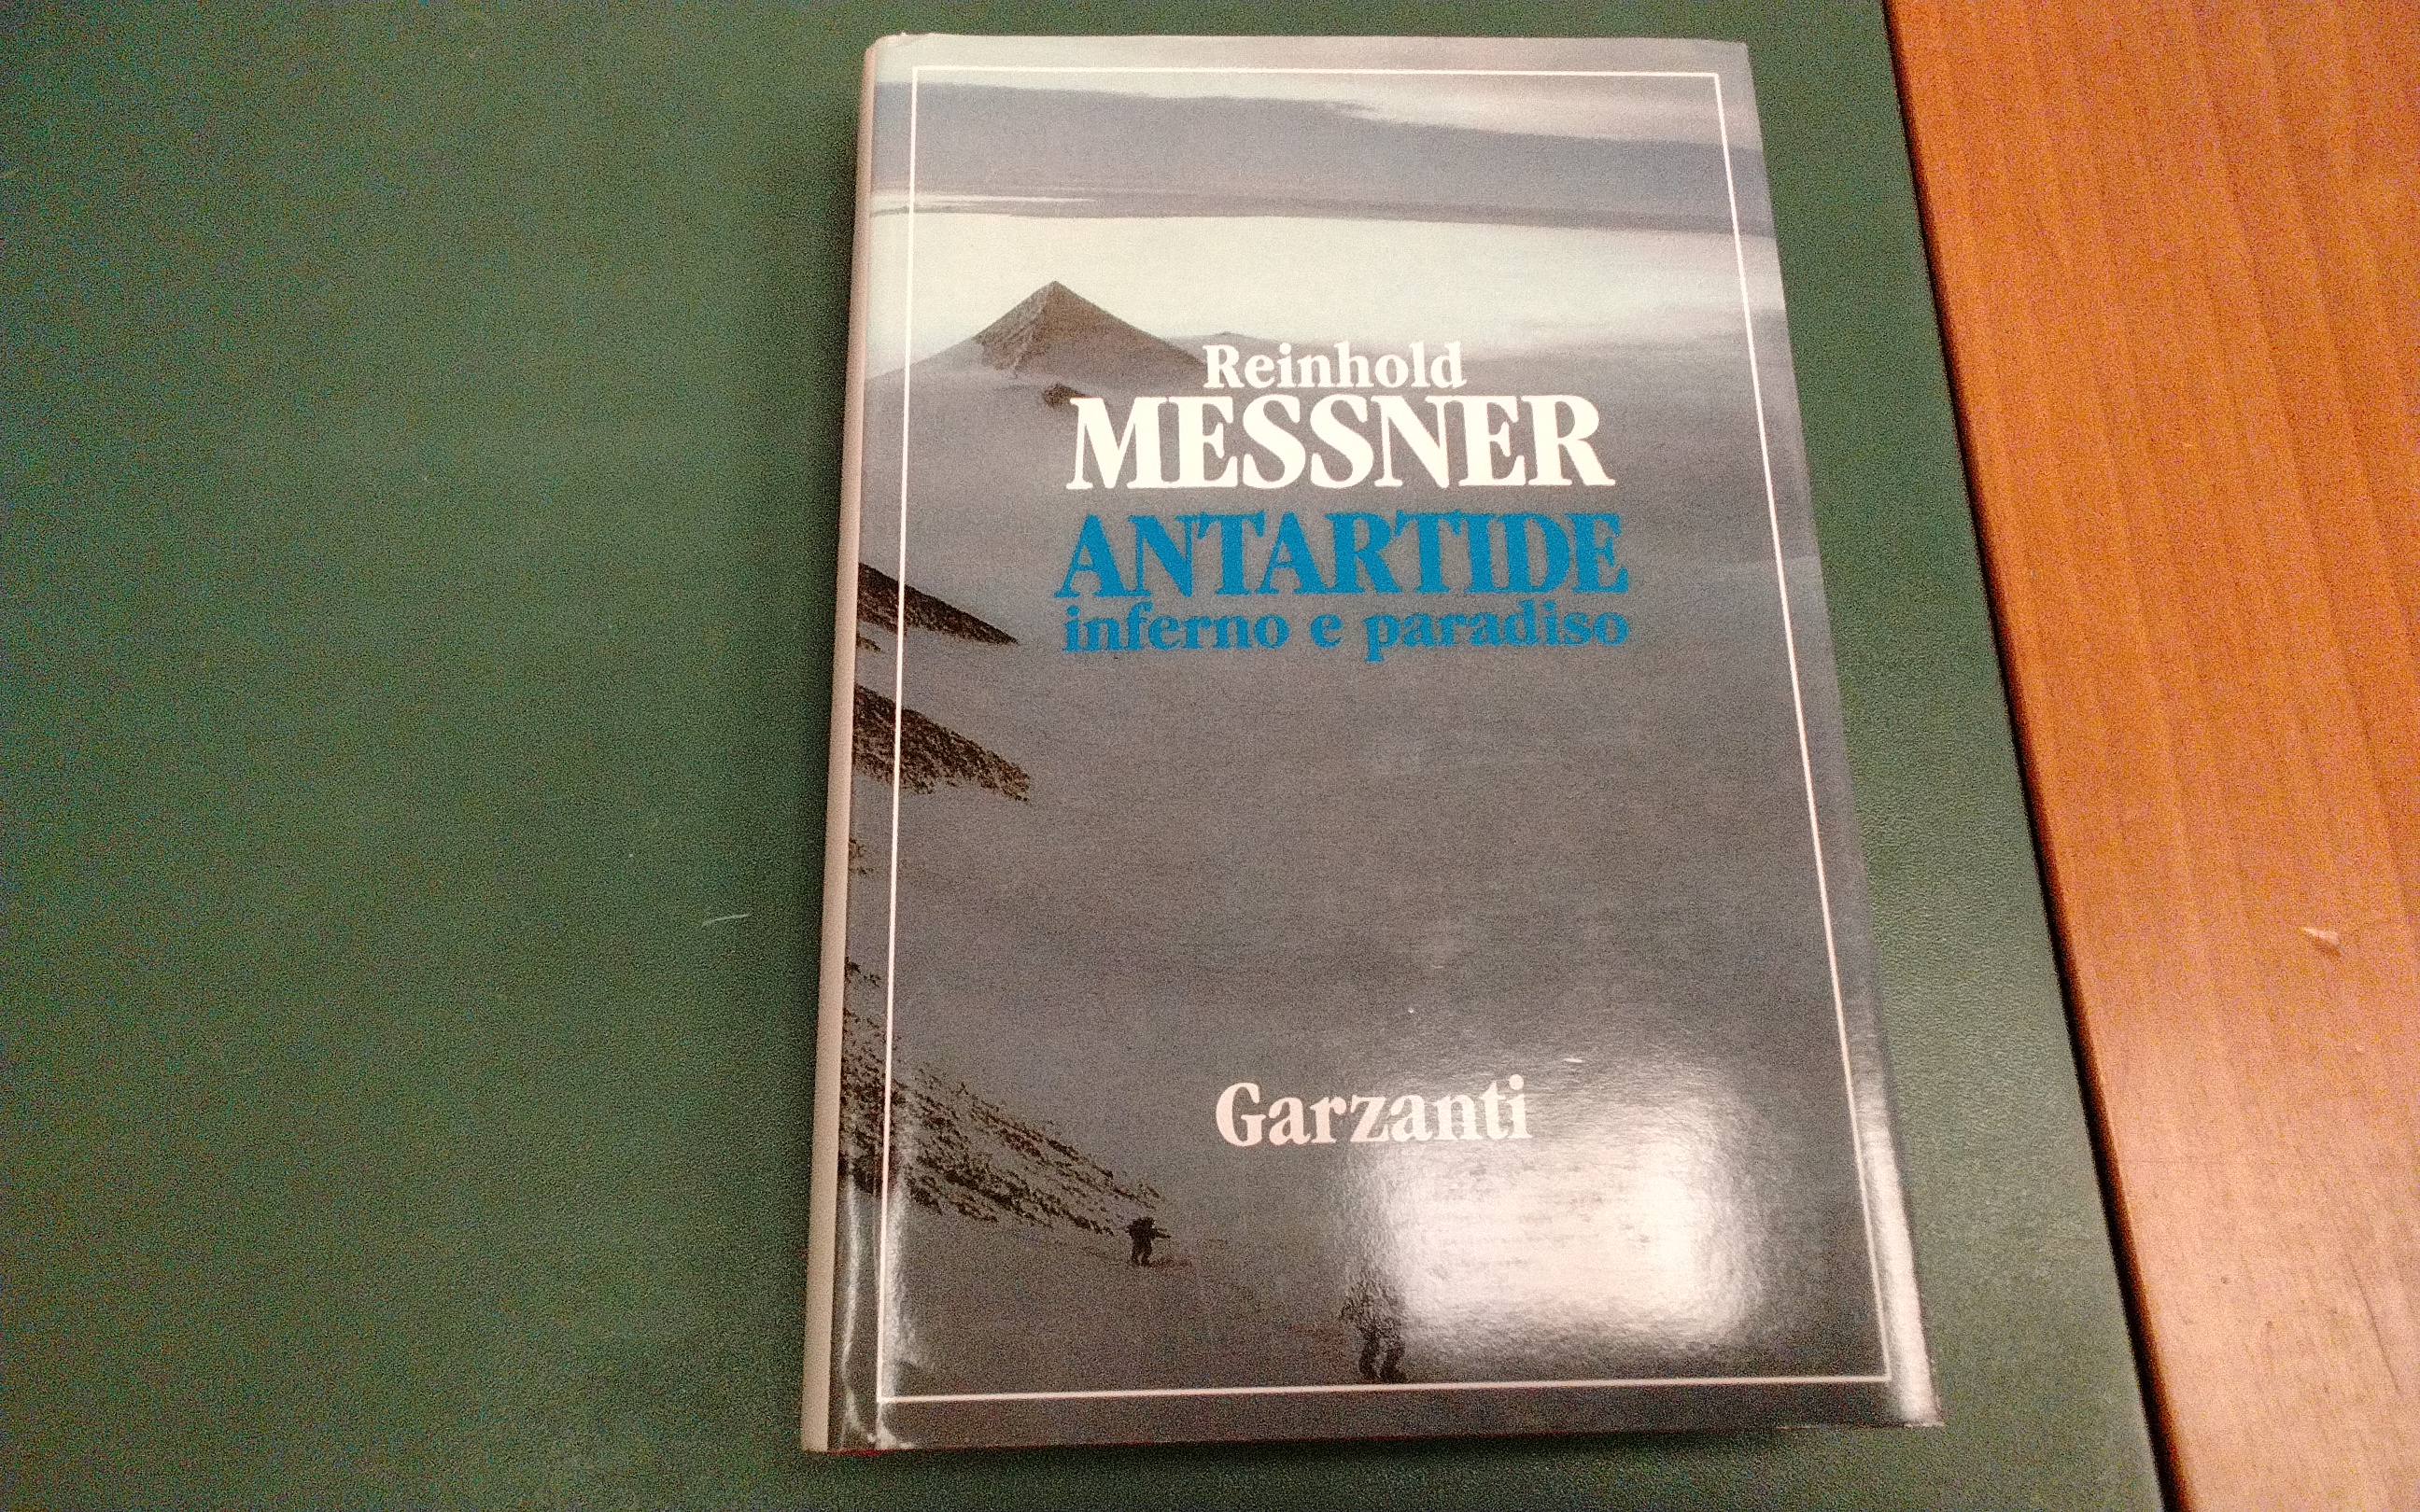 Reinhold
MESSNER
ANTARTIDE
inferno e paradiso
Garzanti